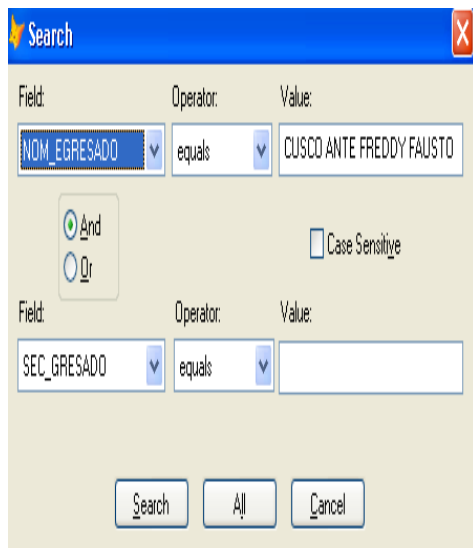 Search
Field: Operator: Value:
NOM_EGRESADO equals CUSCO ANTE FREDDY FAUSTO
And
Or
Case Sensitive
Field: Operator: Value:
SEC_GRESADO equals
Search All Cancel